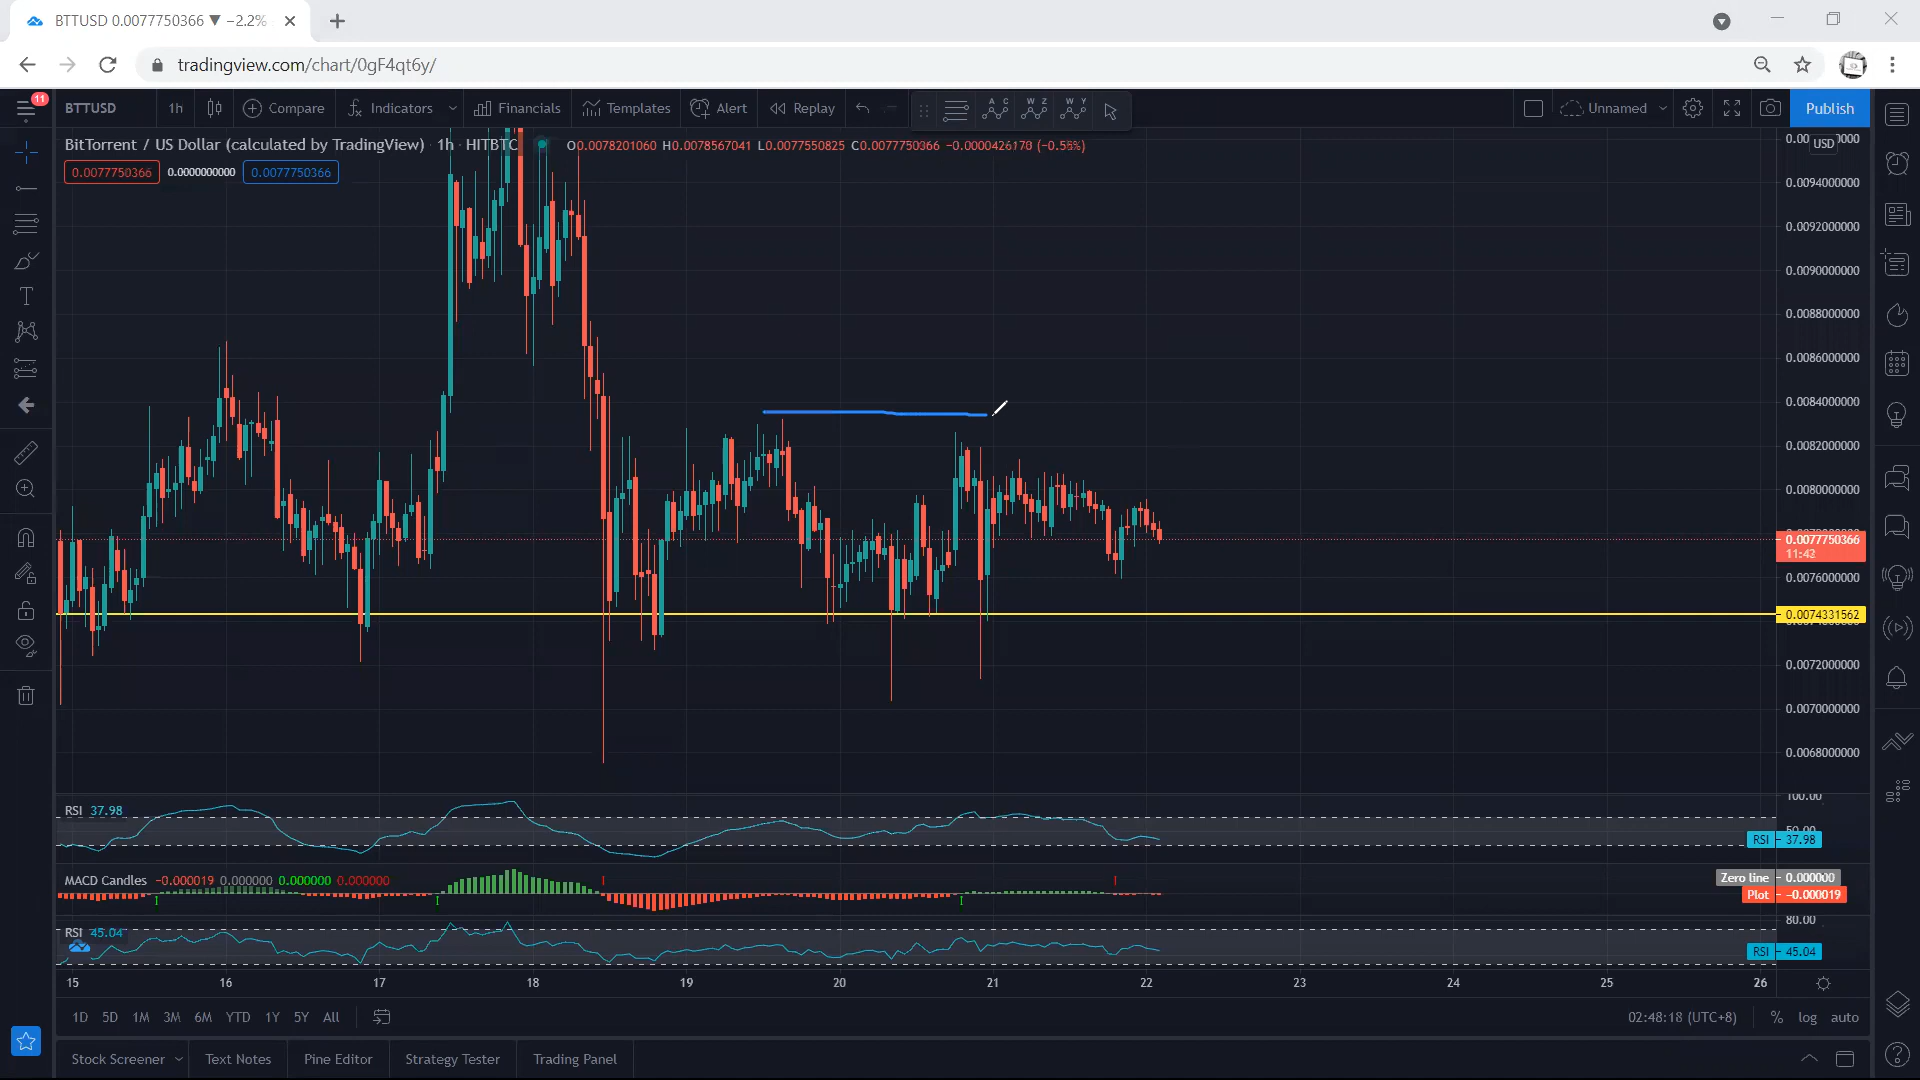 BTTUSD 0.0077750366 ▼ −2.2%
tradingview.com/chart/0gF4qt6y/
11
BTTUSD 1h Compare Indicators Financials Templates Alert Replay A C W Z W Y Unnamed Publish
BitTorrent / US Dollar (calculated by TradingView) · 1h · HITBTC O0.0078201060 H0.0078567041 L0.0077550825 C0.0077750366 −0.0000426170 (−0.55%)
USD
0.0077750366 0.0000000000 0.0077750366
0.0094000000
0.0092000000
0.0090000000
0.0088000000
0.0086000000
0.0084000000
0.0082000000
0.0080000000
0.0077750366
11:42
0.0076000000
0.0074331562
0.0072000000
0.0070000000
0.0068000000
100.00
RSI 37.98
50.00
RSI 37.98
MACD Candles −0.000019 0.000000 0.000000 0.000000
Zero line 0.000000
Plot −0.000019
80.00
RSI 45.04
RSI 45.04
15 16 17 18 19 20 21 22 23 24 25 26
1D 5D 1M 3M 6M YTD 1Y 5Y All 02:48:18 (UTC+8) % log auto
Stock Screener Text Notes Pine Editor Strategy Tester Trading Panel